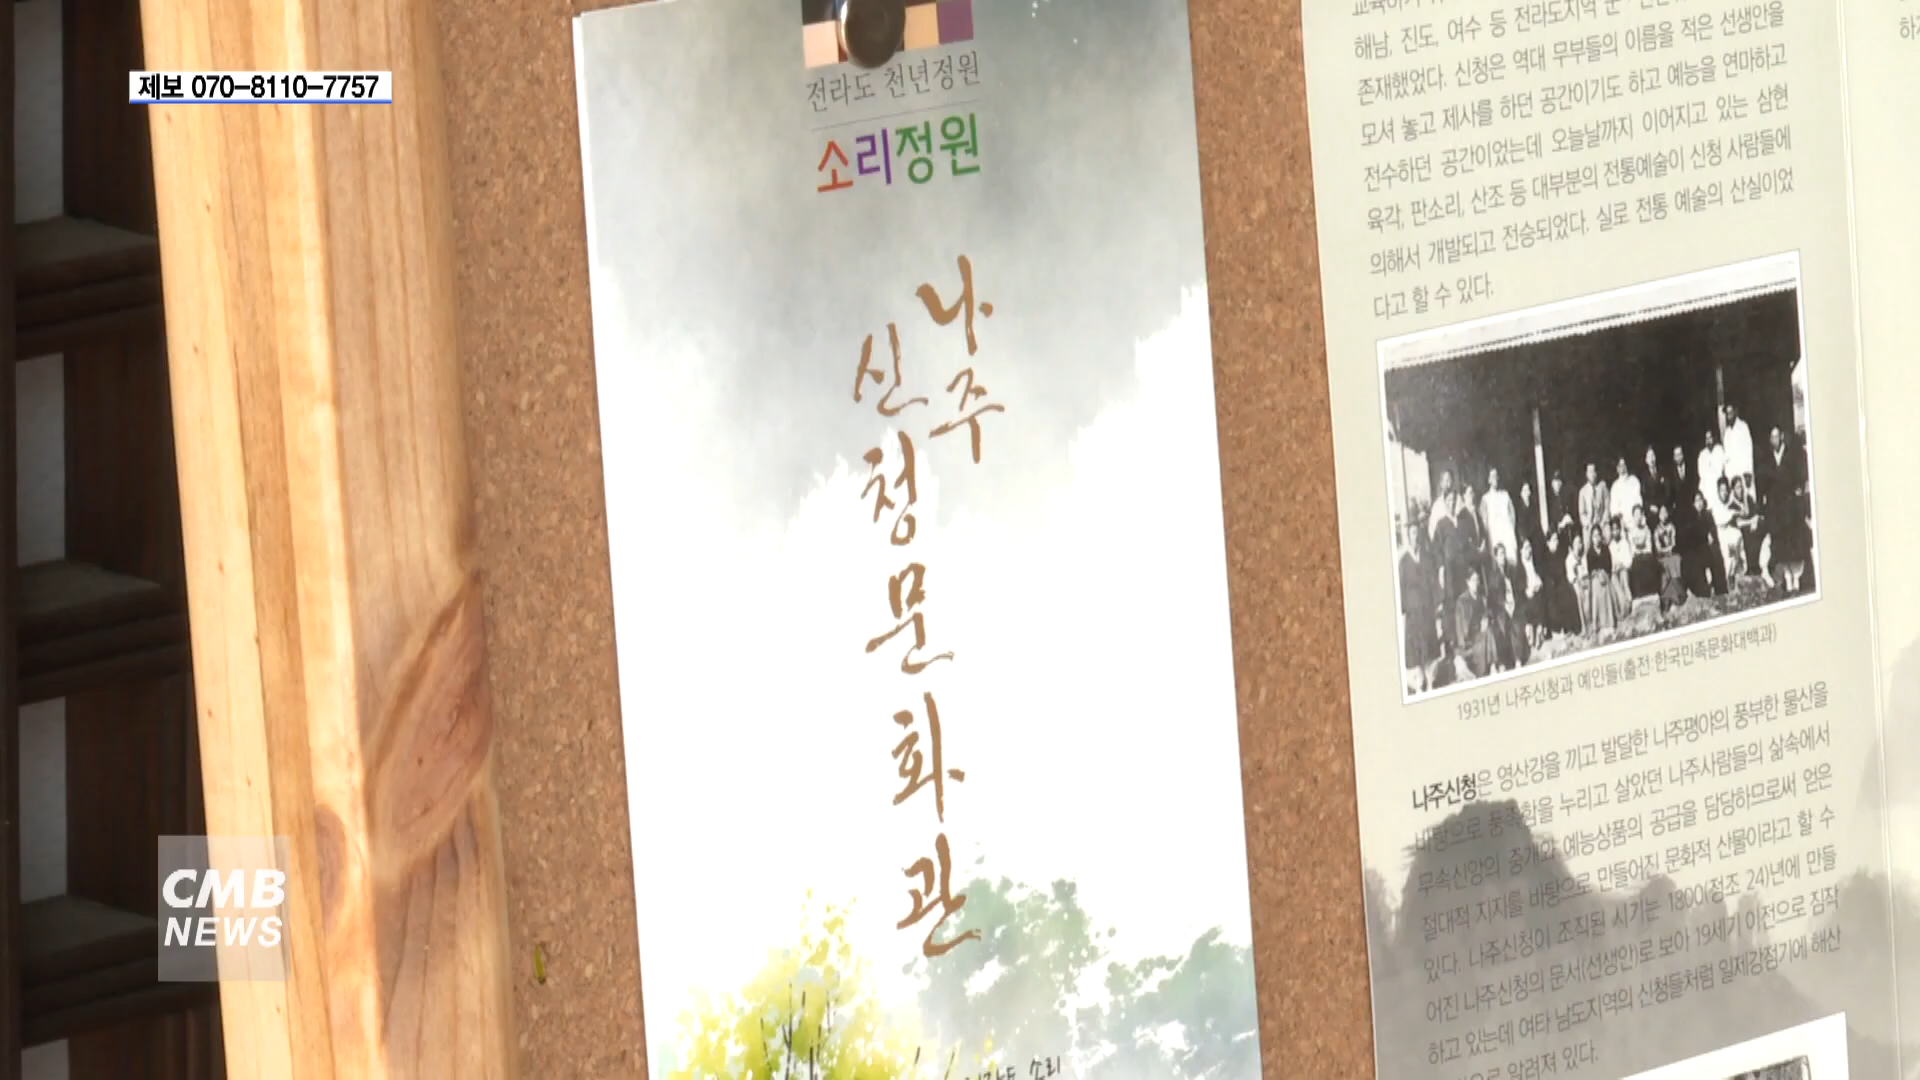 제보 070-8110-7757
전라도 천년정원
소리정원
나주
신청문화관
소리
해남, 진도, 여수 등 전라도지역
존재했었다. 신청은 역대 무부들의 이름을 적은 선생안을
모셔 놓고 제사를 하던 공간이기도 하고 예능을 연마하고
전수하던 공간이었는데 오늘날까지 이어지고 있는 삼현
육각, 판소리, 산조 등 대부분의 전통예술이 신청 사람들에
의해서 개발되고 전승되었다. 실로 전통 예술의 산실이었
다고 할 수 있다.
1931년 나주신청과 예인들(출전:한국민족문화대백과)
나주신청은 영산강을 끼고 발달한 나주평야의 풍부한 물산을
바탕으로 풍족함을 누리고 살았던 나주사람들의 삶속에서
무속신앙의 중개와 예능상품의 공급을 담당하므로써 얻은
절대적 지지를 바탕으로 만들어진 문화적 산물이라고 할 수
있다. 나주신청이 조직된 시기는 1800(정조 24)년에 만들
어진 나주신청의 문서(선생안)로 보아 19세기 이전으로 짐작
하고 있는데 여타 남도지역의 신청들처럼 일제강점기에 해산
으로 알려져 있다.
CMB
NEWS